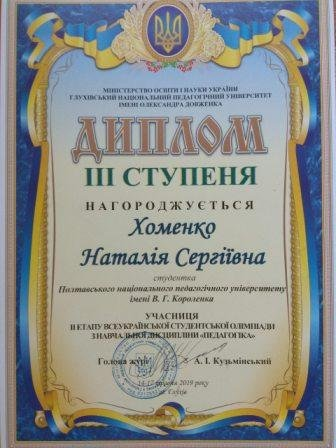 МІНІСТЕРСТВО ОСВІТИ І НАУКИ УКРАЇНИ
ГЛУХІВСЬКИЙ НАЦІОНАЛЬНИЙ ПЕДАГОГІЧНИЙ УНІВЕРСИТЕТ
ІМЕНІ ОЛЕКСАНДРА ДОВЖЕНКА
ДИПЛОМ
ІІІ СТУПЕНЯ
НАГОРОДЖУЄТЬСЯ
Хоменко
Наталія Сергіївна
студентка
Полтавського національного педагогічного університету
імені В. Г. Короленка
УЧАСНИЦЯ
ІІ ЕТАПУ ВСЕУКРАЇНСЬКОЇ СТУДЕНТСЬКОЇ ОЛІМПІАДИ
З НАВЧАЛЬНОЇ ДИСЦИПЛІНИ «ПЕДАГОГІКА»
Голова журі А. І. Кузьмінський
2019 року
м. Глухів